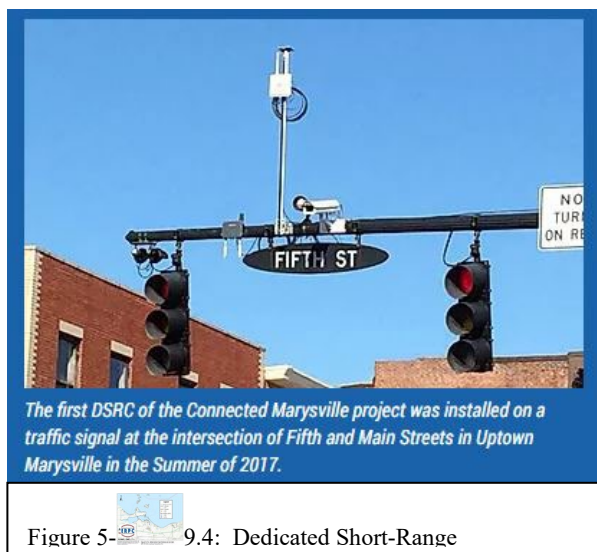 NO
TUR
ON RE
FIFTH ST
The first DSRC of the Connected Marysville project was installed on a
traffic signal at the intersection of Fifth and Main Streets in Uptown
Marysville in the Summer of 2017.
Figure 5-9.4: Dedicated Short-Range